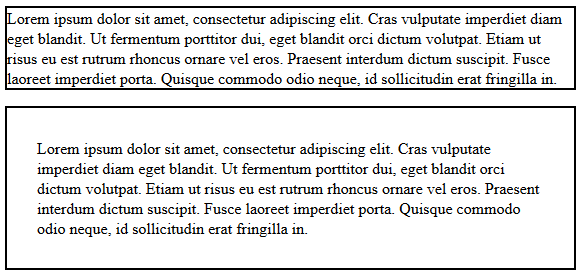 Lorem ipsum dolor sit amet, consectetur adipiscing elit. Cras vulputate imperdiet diam
eget blandit. Ut fermentum porttitor dui, eget blandit orci dictum volutpat. Etiam ut
risus eu est rutrum rhoncus ornare vel eros. Praesent interdum dictum suscipit. Fusce
laoreet imperdiet porta. Quisque commodo odio neque, id sollicitudin erat fringilla in.
Lorem ipsum dolor sit amet, consectetur adipiscing elit. Cras vulputate
imperdiet diam eget blandit. Ut fermentum porttitor dui, eget blandit orci
dictum volutpat. Etiam ut risus eu est rutrum rhoncus ornare vel eros. Praesent
interdum dictum suscipit. Fusce laoreet imperdiet porta. Quisque commodo
odio neque, id sollicitudin erat fringilla in.